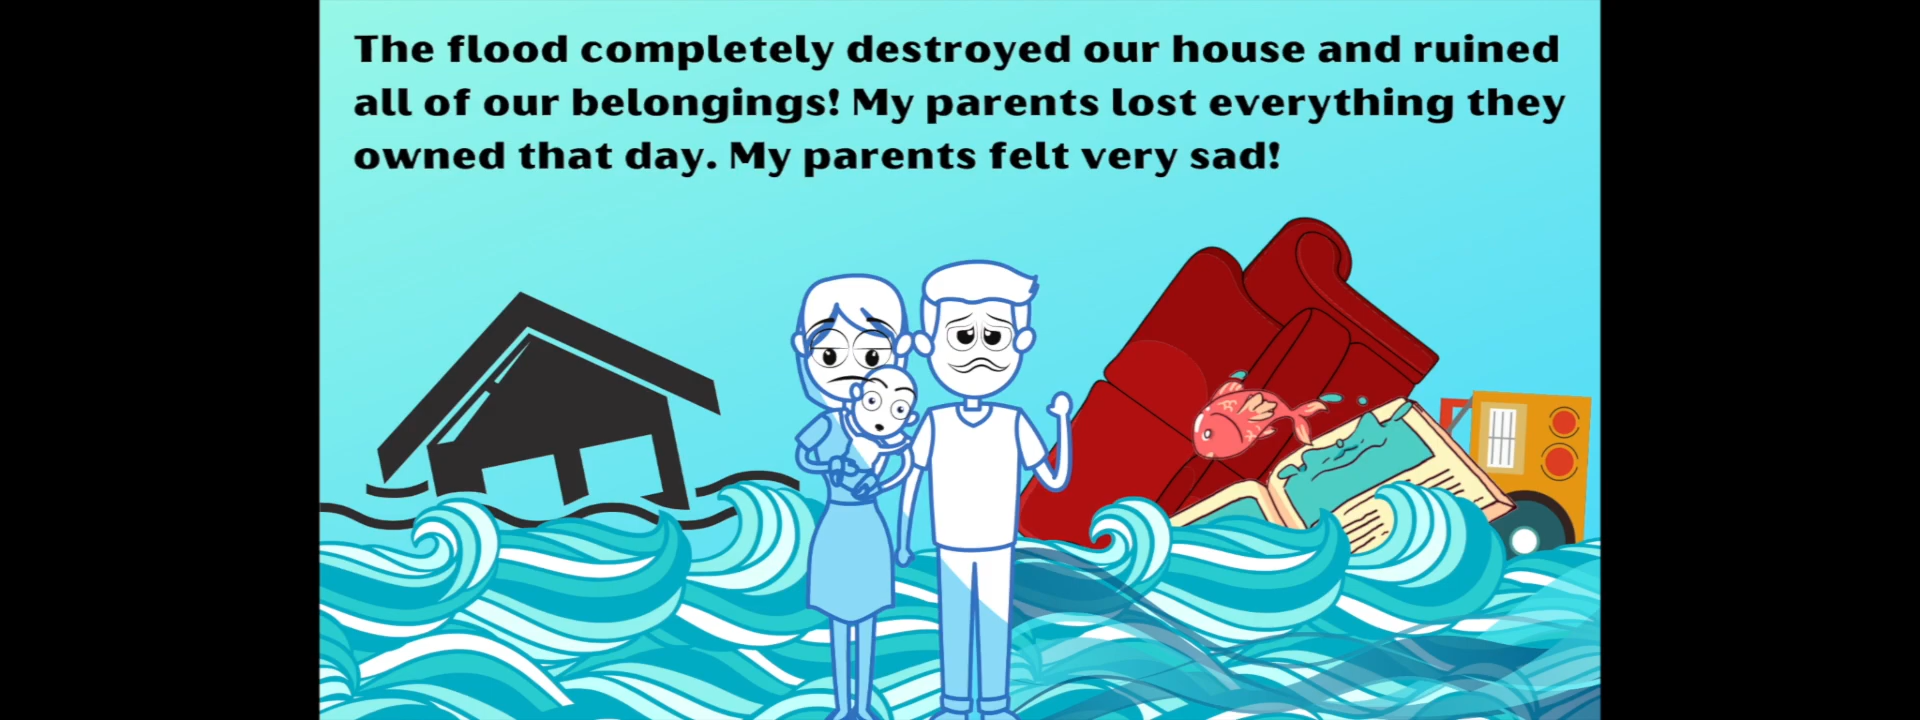 The flood completely destroyed our house and ruined
all of our belongings! My parents lost everything they
owned that day. My parents felt very sad!